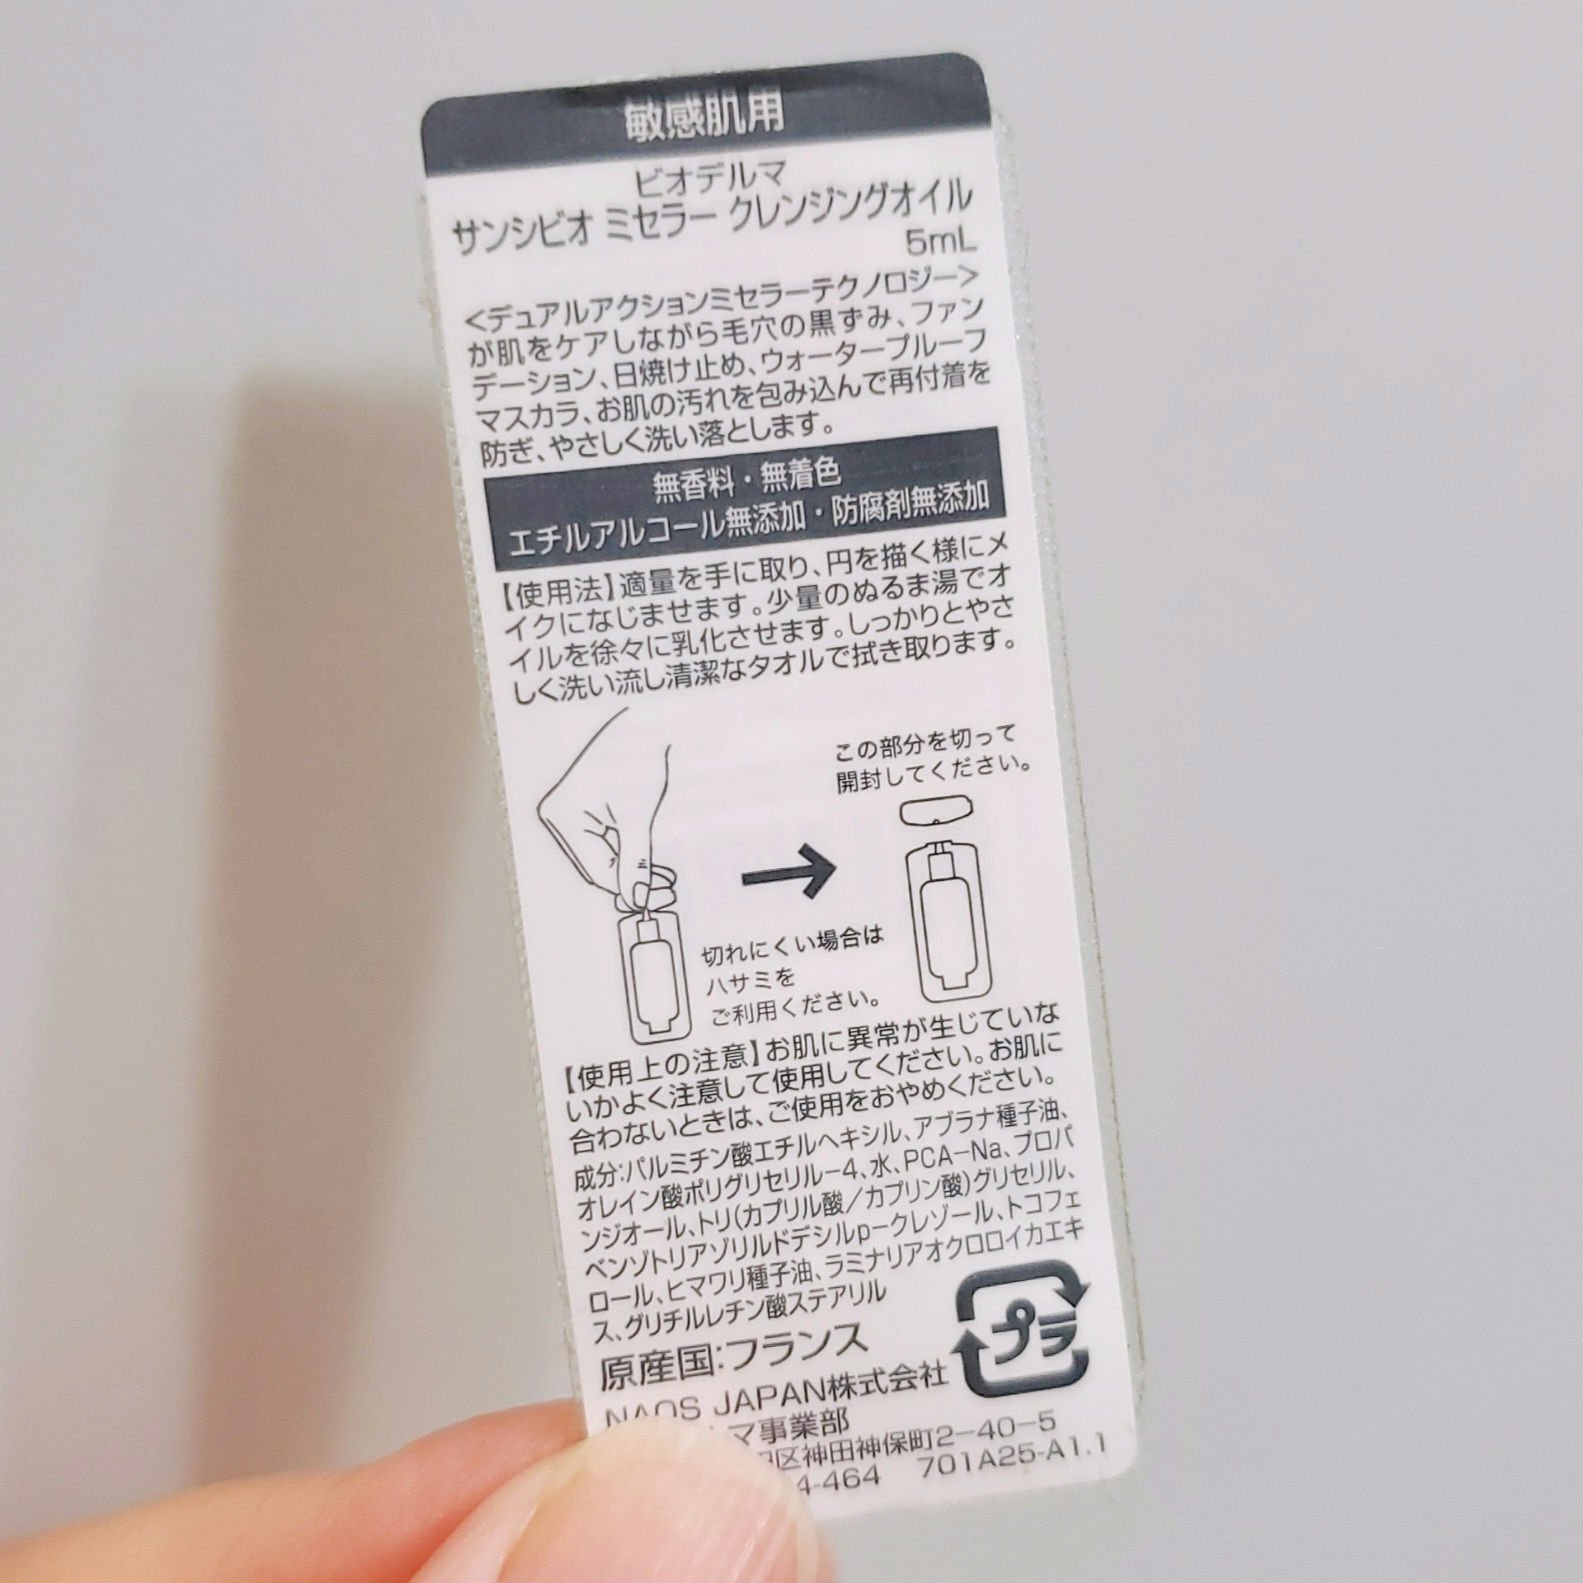 敏感肌用
ビオデルマ
サンシビオ ミセラー クレンジングオイル
5mL
<デュアルアクションミセラーテクノロジー>
が肌をケアしながら毛穴の黒ずみ、ファン
デーション、日焼け止め、ウォータープルーフ
マスカラ、お肌の汚れを包み込んで再付着を
防ぎ、やさしく洗い落とします。
無香料・無着色
エチルアルコール無添加・防腐剤無添加
【使用法】適量を手に取り、円を描く様にメ
イクになじませます。少量のぬるま湯でオ
イルを徐々に乳化させます。しっかりとやさ
しく洗い流し清潔なタオルで拭き取ります。
この部分を切って
開封してください。
切れにくい場合は
ハサミを
ご利用ください。
【使用上の注意】お肌に異常が生じていな
いかよく注意して使用してください。お肌に
合わないときは、ご使用をおやめください。
成分:パルミチン酸エチルヘキシル、アブラナ種子油、
オレイン酸ポリグリセリル-4、水、PCA-Na、プロパ
ンジオール、トリ(カプリル酸/カプリン酸)グリセリル、
ベンゾトリアゾリルドデシルp-クレゾール、トコフェ
ロール、ヒマワリ種子油、ラミナリアオクロロイカエキ
ス、グリチルレチン酸ステアリル
プラ
原産国:フランス
NAOS JAPAN株式会社
マ事業部
区神田神保町2-40-5
4-464 701A25-A1.1